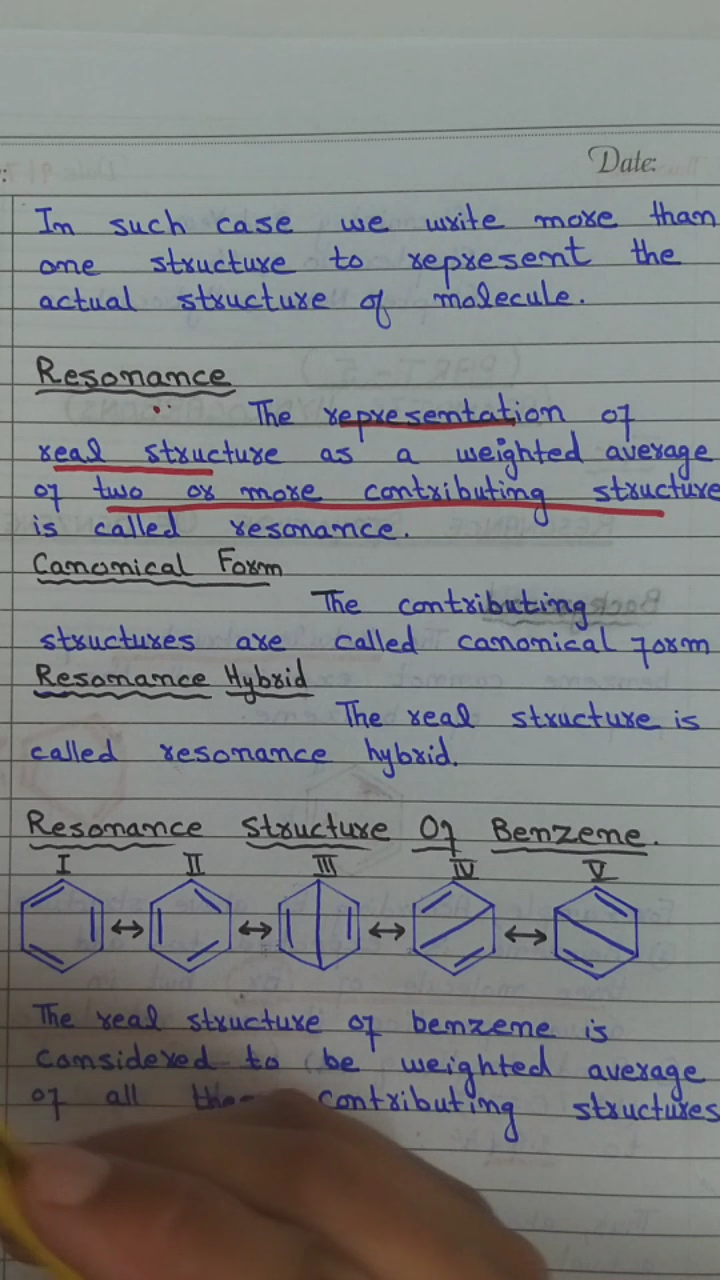 Date:
In such case we write more than
one structure to represent the
actual structure of molecule.
Resonance
The representation of
real structure as a weighted average
of two or more contributing structure
is called resonance.
Canonical Form
The contributing
structures are called canonical form
Resonance Hybrid
The real structure is
called resonance hybrid.
Resonance Structure Of Benzene.
I II III IV V
The real structure of benzene is
considered to be weighted average
of all contributing structures